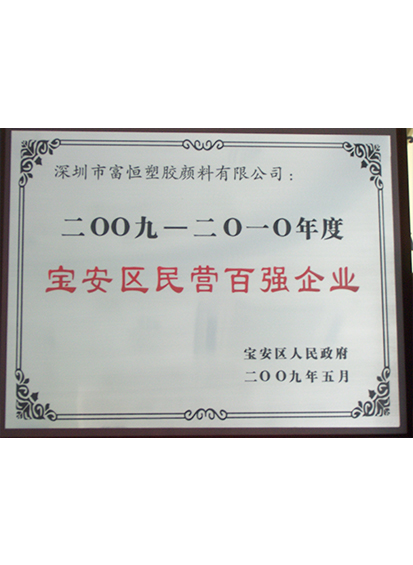 深圳市富恒塑胶颜料有限公司：
二OO九一二O一O年度
宝安区民营百强企业
宝安区人民政府
二OO九年五月